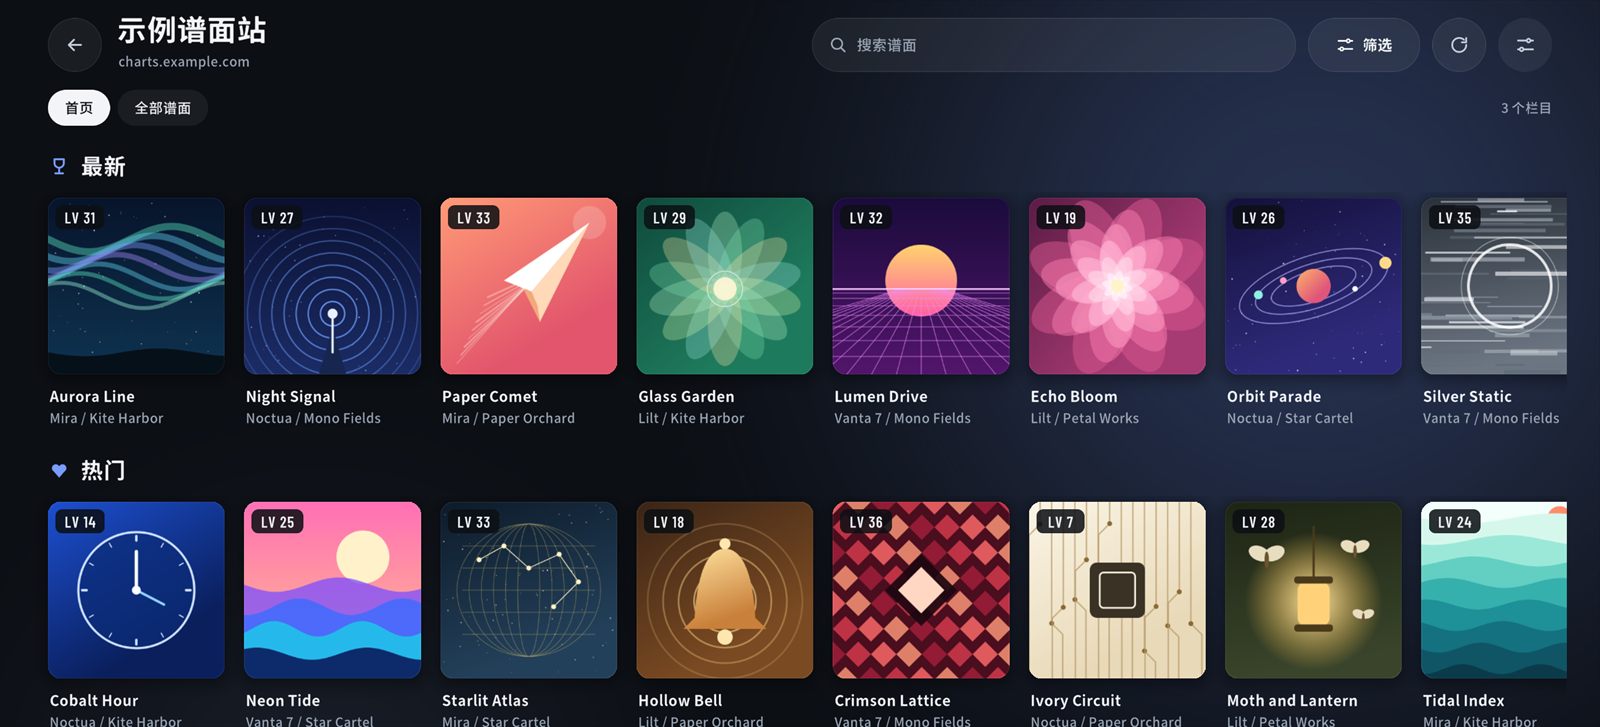 示例谱面站
charts.example.com
搜索谱面
筛选
首页
全部谱面
3 个栏目
最新
LV 31
LV 27
LV 33
LV 29
LV 32
LV 19
LV 26
LV 35
Aurora Line
Night Signal
Paper Comet
Glass Garden
Lumen Drive
Echo Bloom
Orbit Parade
Silver Static
Mira / Kite Harbor
Noctua / Mono Fields
Mira / Paper Orchard
Lilt / Kite Harbor
Vanta 7 / Mono Fields
Lilt / Petal Works
Noctua / Star Cartel
Vanta 7 / Mono Fields
热门
LV 14
LV 25
LV 33
LV 18
LV 36
LV 7
LV 28
LV 24
Cobalt Hour
Neon Tide
Starlit Atlas
Hollow Bell
Crimson Lattice
Ivory Circuit
Moth and Lantern
Tidal Index
Noctua / Kite Harbor
Vanta 7 / Star Cartel
Mira / Star Cartel
Lilt / Paper Orchard
Vanta 7 / Mono Fields
Noctua / Paper Orchard
Lilt / Petal Works
Mira / Kite Harbor